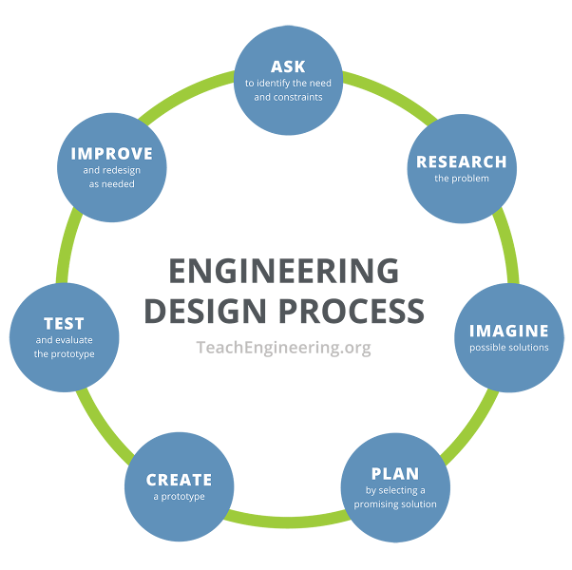 ASK
to identify the need
and constraints
RESEARCH
the problem
IMAGINE
possible solutions
PLAN
by selecting a
promising solution
CREATE
a prototype
TEST
and evaluate
the prototype
IMPROVE
and redesign
as needed
ENGINEERING
DESIGN PROCESS
TeachEngineering.org